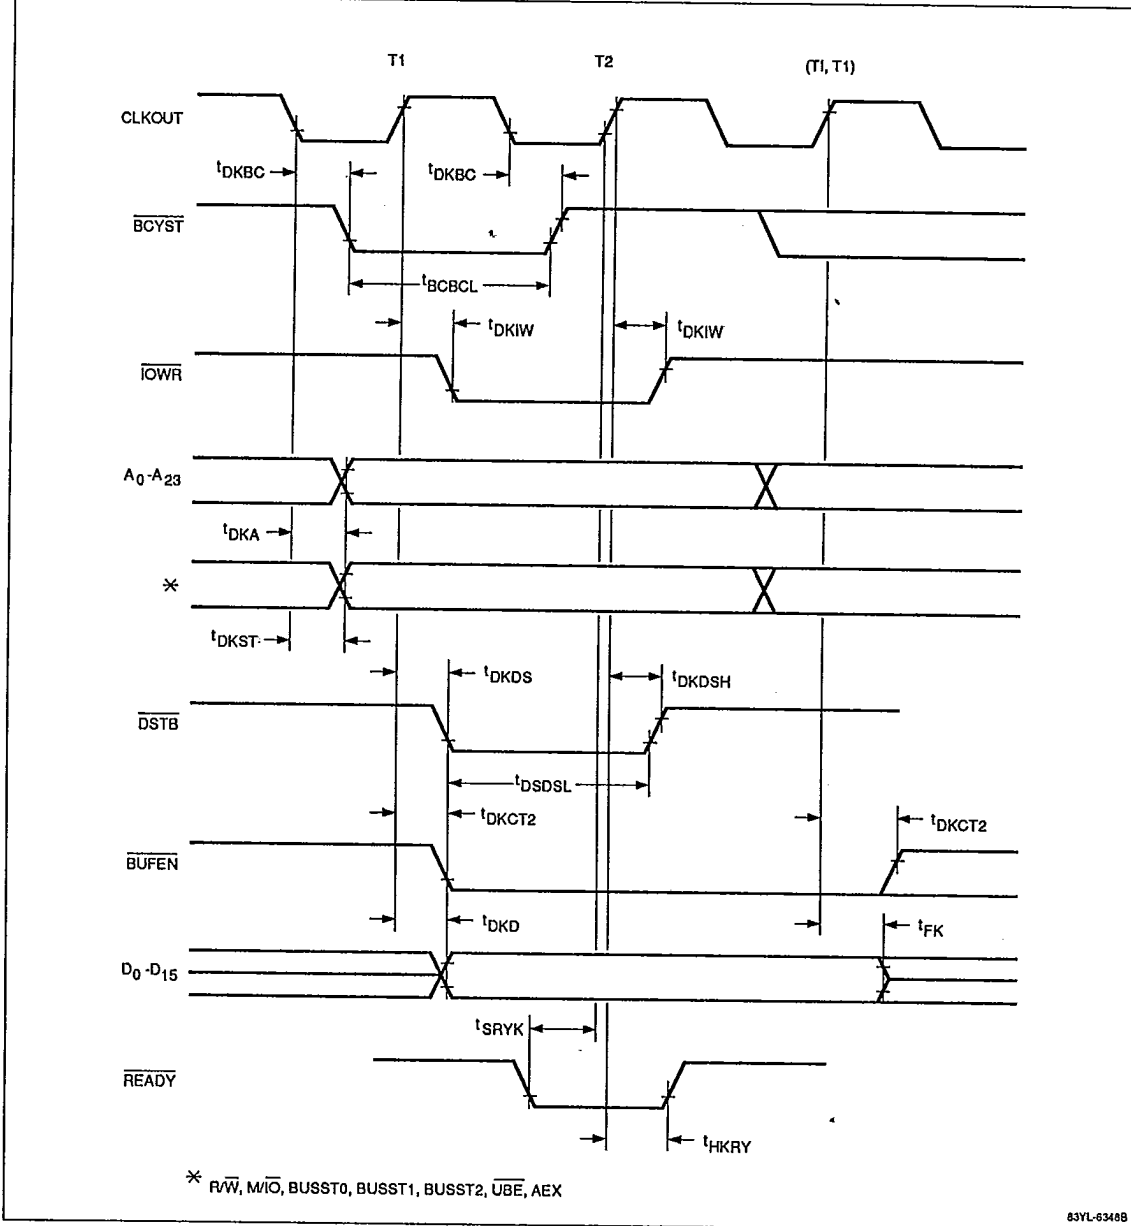 T1 T2 (TI, T1)
CLKOUT
tDKBC tDKBC
BCYST
tBCBCL
tDKIW tDKIW
IOWR
A0-A23
tDKA
*
tDKST
tDKDS tDKDSH
DSTB
tDSDSL
tDKCT2 tDKCT2
BUFEN
tDKD tFK
D0-D15
tSRYK
READY
tHKRY
* R/W, M/IO, BUSST0, BUSST1, BUSST2, UBE, AEX
83YL-6348B